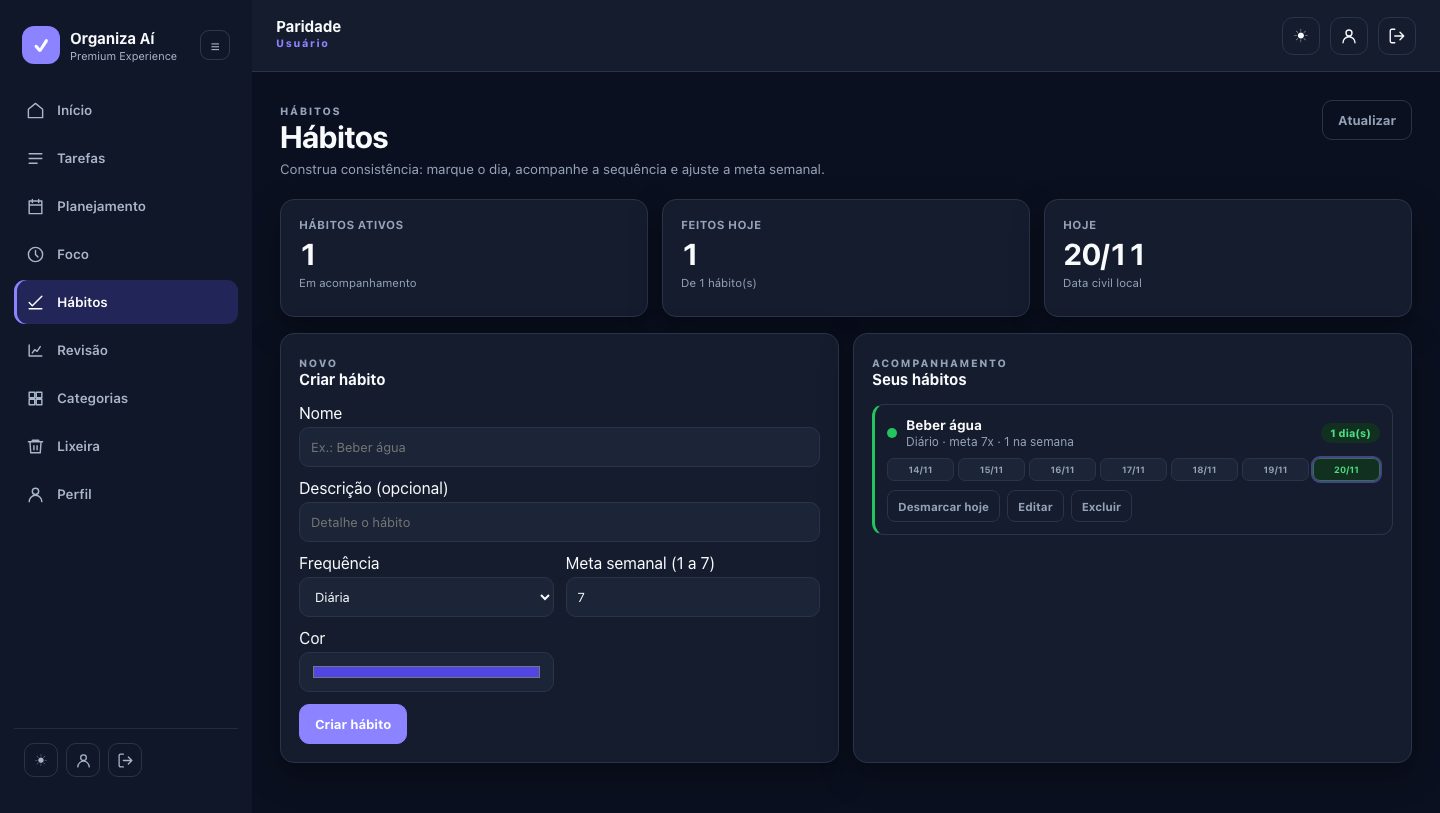 Organiza Aí
Premium Experience
Início
Tarefas
Planejamento
Foco
Hábitos
Revisão
Categorias
Lixeira
Perfil
Paridade
Usuário
HÁBITOS
Hábitos
Construa consistência: marque o dia, acompanhe a sequência e ajuste a meta semanal.
Atualizar
HÁBITOS ATIVOS
1
Em acompanhamento
FEITOS HOJE
1
De 1 hábito(s)
HOJE
20/11
Data civil local
NOVO
Criar hábito
Nome
Ex.: Beber água
Descrição (opcional)
Detalhe o hábito
Frequência
Meta semanal (1 a 7)
Diária
7
Cor
Criar hábito
ACOMPANHAMENTO
Seus hábitos
Beber água
Diário · meta 7x · 1 na semana
1 dia(s)
14/11 15/11 16/11 17/11 18/11 19/11 20/11
Desmarcar hoje Editar Excluir